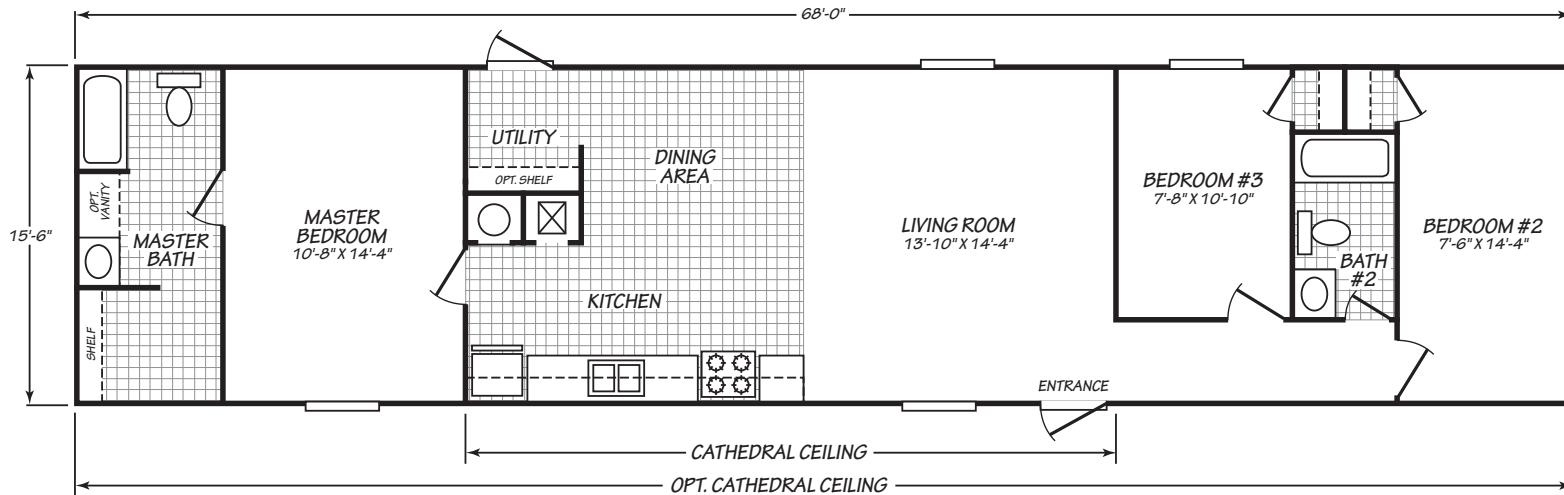 68'-0"
15'-6"
OPT. VANITY
MASTER
BATH
SHELF
MASTER
BEDROOM
10'-8" X 14'-4"
UTILITY
OPT. SHELF
DINING
AREA
KITCHEN
LIVING ROOM
13'-10" X 14'-4"
ENTRANCE
BEDROOM #3
7'-8" X 10'-10"
BATH
#2
BEDROOM #2
7'-6" X 14'-4"
CATHEDRAL CEILING
OPT. CATHEDRAL CEILING